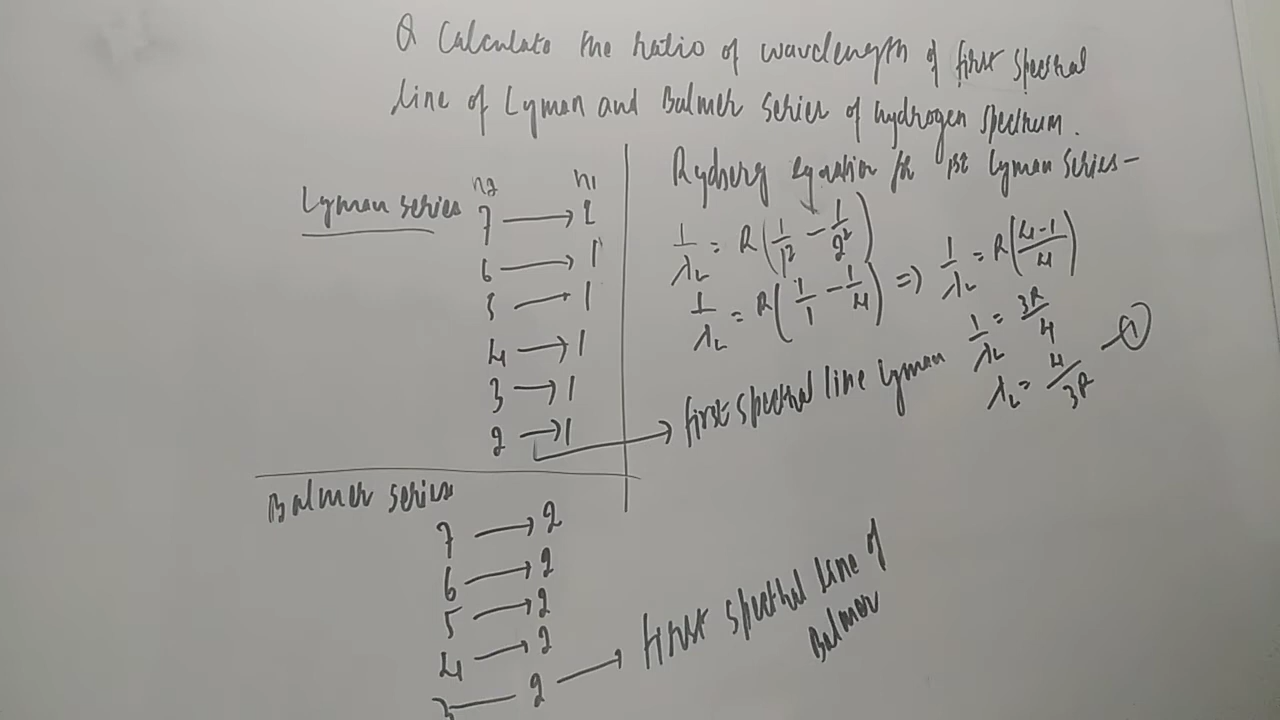 Q Calculate the ratio of wavelength of first spectral
line of Lyman and Balmer series of hydrogen spectrum.
Lyman series
n2 n1
7 → 1
6 → 1
5 → 1
4 → 1
3 → 1
2 → 1 → first spectral line Lyman
Rydberg equation for 1st Lyman series-
1/λL = R(1/1² - 1/2²)
1/λL = R(1/1 - 1/4) => 1/λL = R(4-1/4)
1/λL = 3R/4
λL = 4/3R - ①
Balmer series
7 → 2
6 → 2
5 → 2
4 → 2
3 — 2 → first spectral line of
Balmer